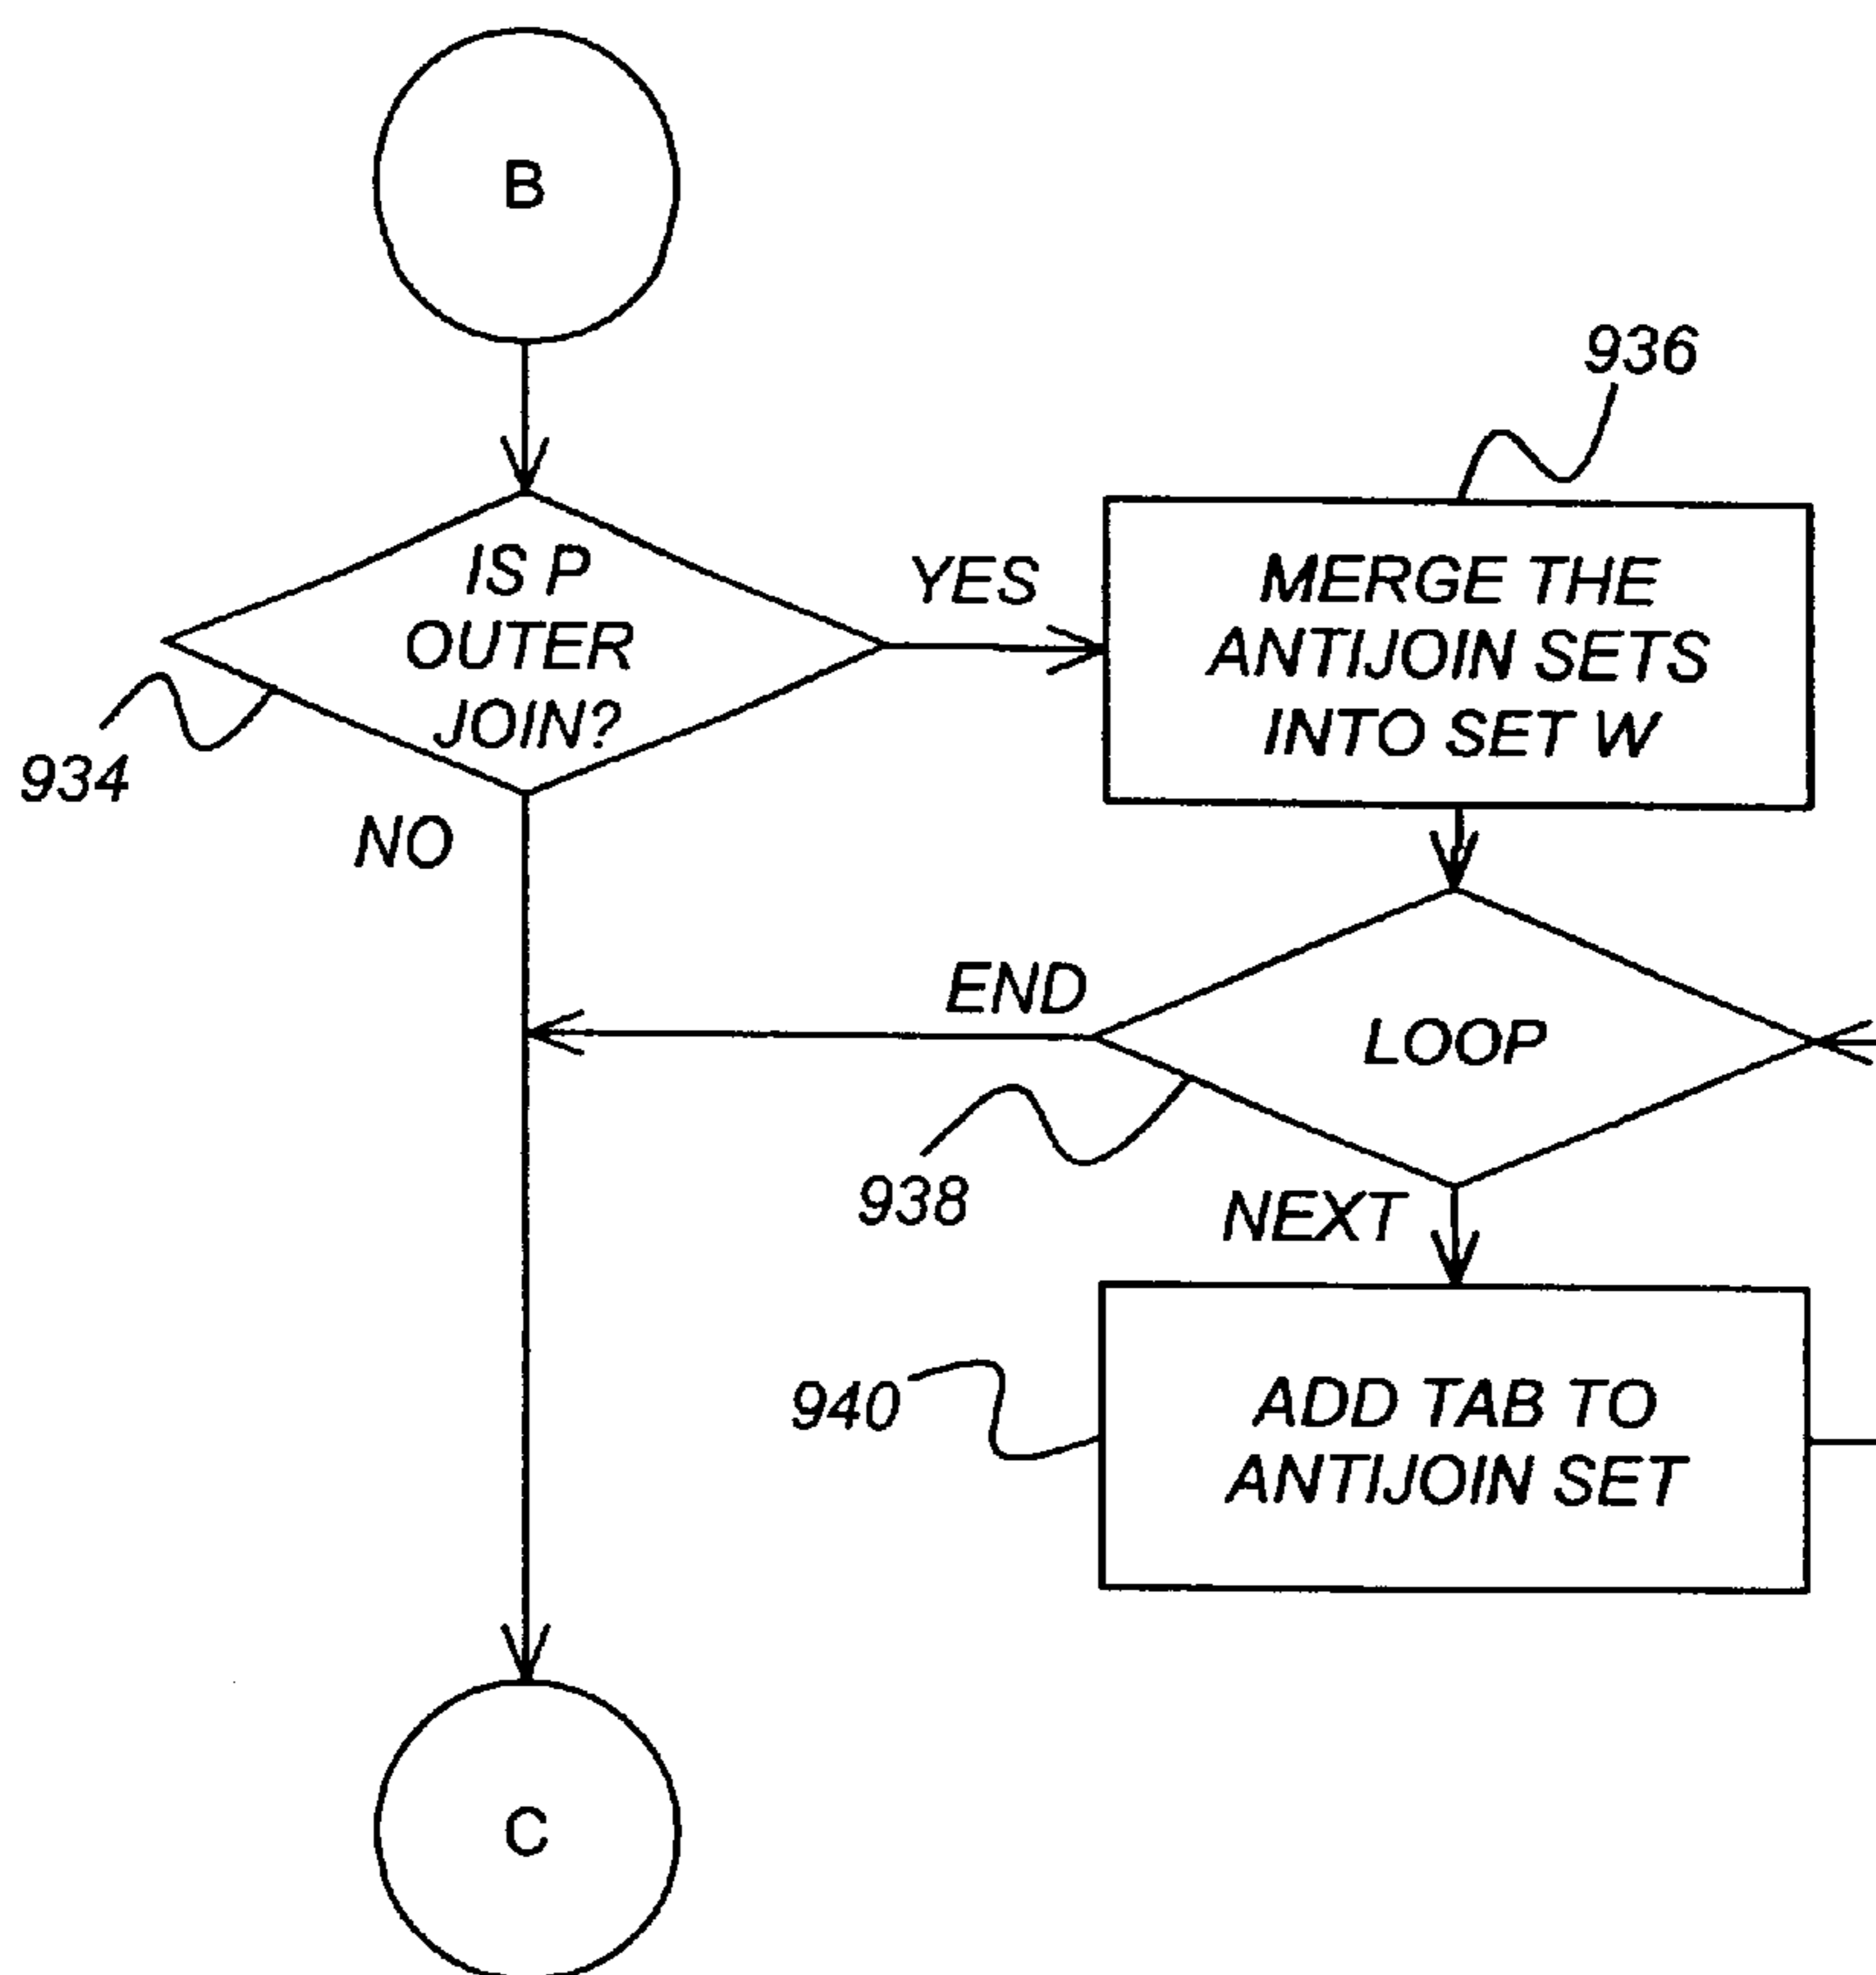 B
936
IS P
OUTER
JOIN?
YES
MERGE THE
ANTIJOIN SETS
INTO SET W
934
NO
END
LOOP
938
NEXT
940
ADD TAB TO
ANTIJOIN SET
C